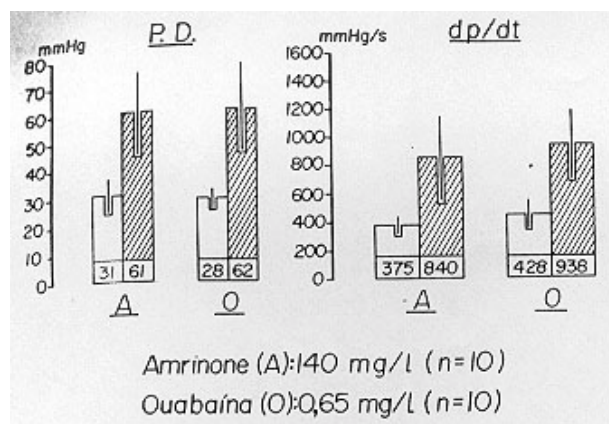 P.D.
dp/dt
mmHg
mmHg/s
80
70
60
50
40
30
20
10
0
1600
1400
1200
1000
800
600
400
200
0
31 61
28 62
375 840
428 938
A
O
A
O
Amrinone (A):140 mg/L (n=10)
Ouabaína (O):0,65 mg/L (n=10)